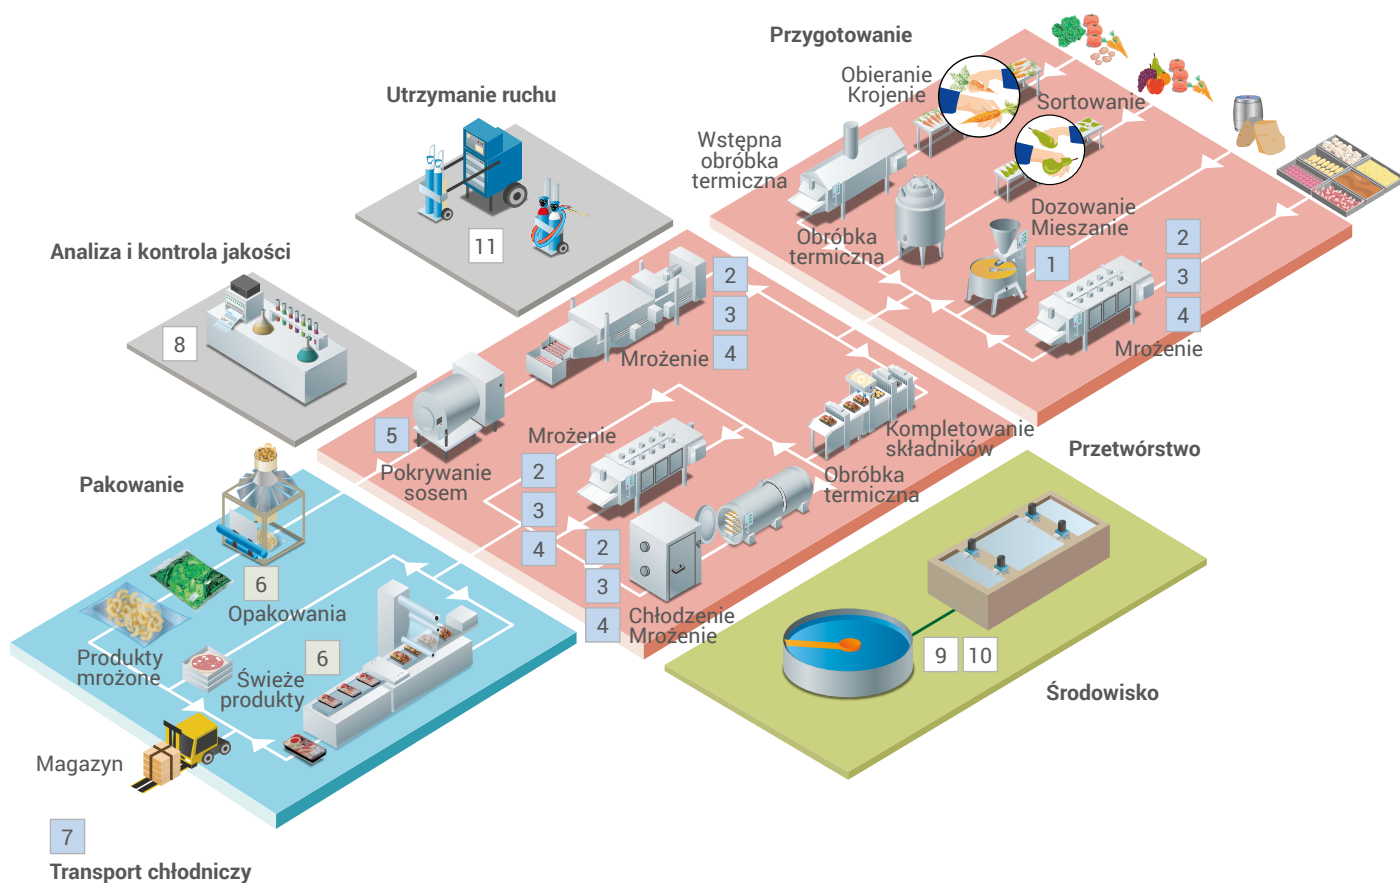 Przygotowanie
Obieranie
Krojenie
Sortowanie
Wstępna
obróbka
termiczna
Obróbka
termiczna
Dozowanie
Mieszanie
1
2
3
4
Mrożenie
Utrzymanie ruchu
11
Analiza i kontrola jakości
8
2
3
4
Mrożenie
5
Pokrywanie
sosem
Mrożenie
2
3
4
Kompletowanie
składników
Obróbka
termiczna
2
3
4
Chłodzenie
Mrożenie
Przetwórstwo
9
10
Środowisko
Pakowanie
6
Opakowania
Produkty
mrożone
6
Świeże
produkty
Magazyn
7
Transport chłodniczy